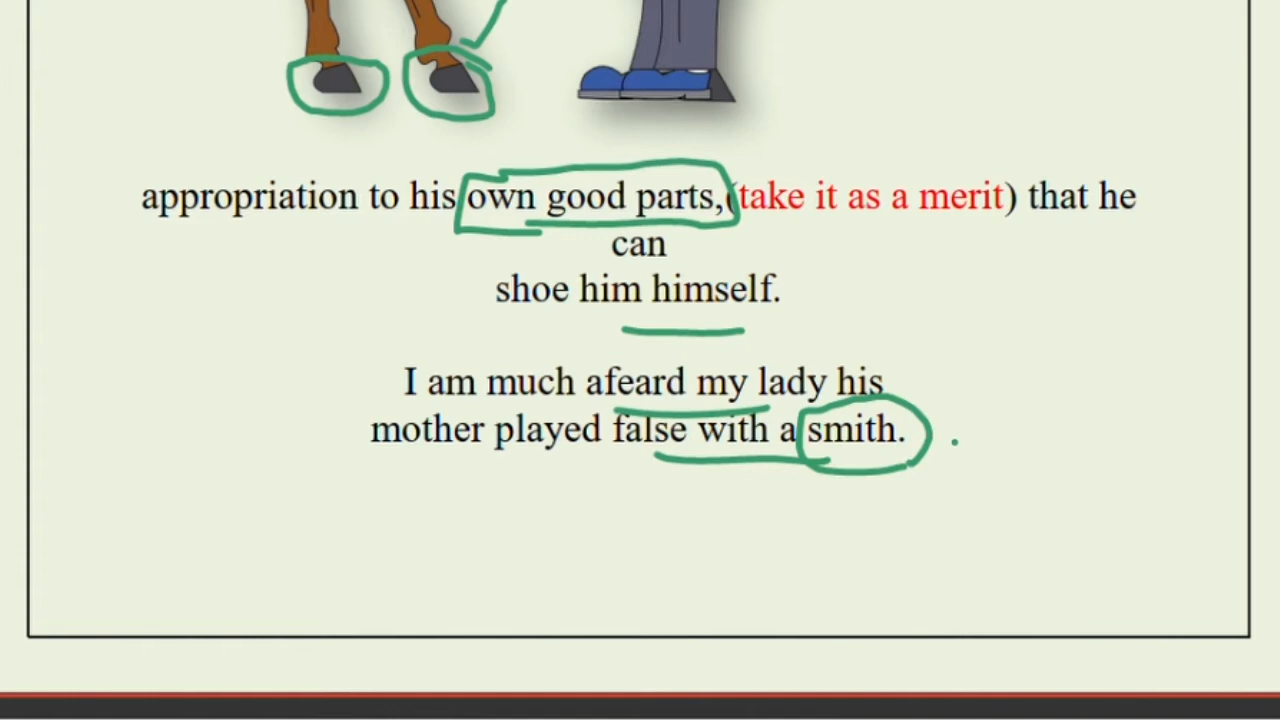 appropriation to his own good parts,(take it as a merit) that he
can
shoe him himself.
I am much afeard my lady his
mother played false with a smith.